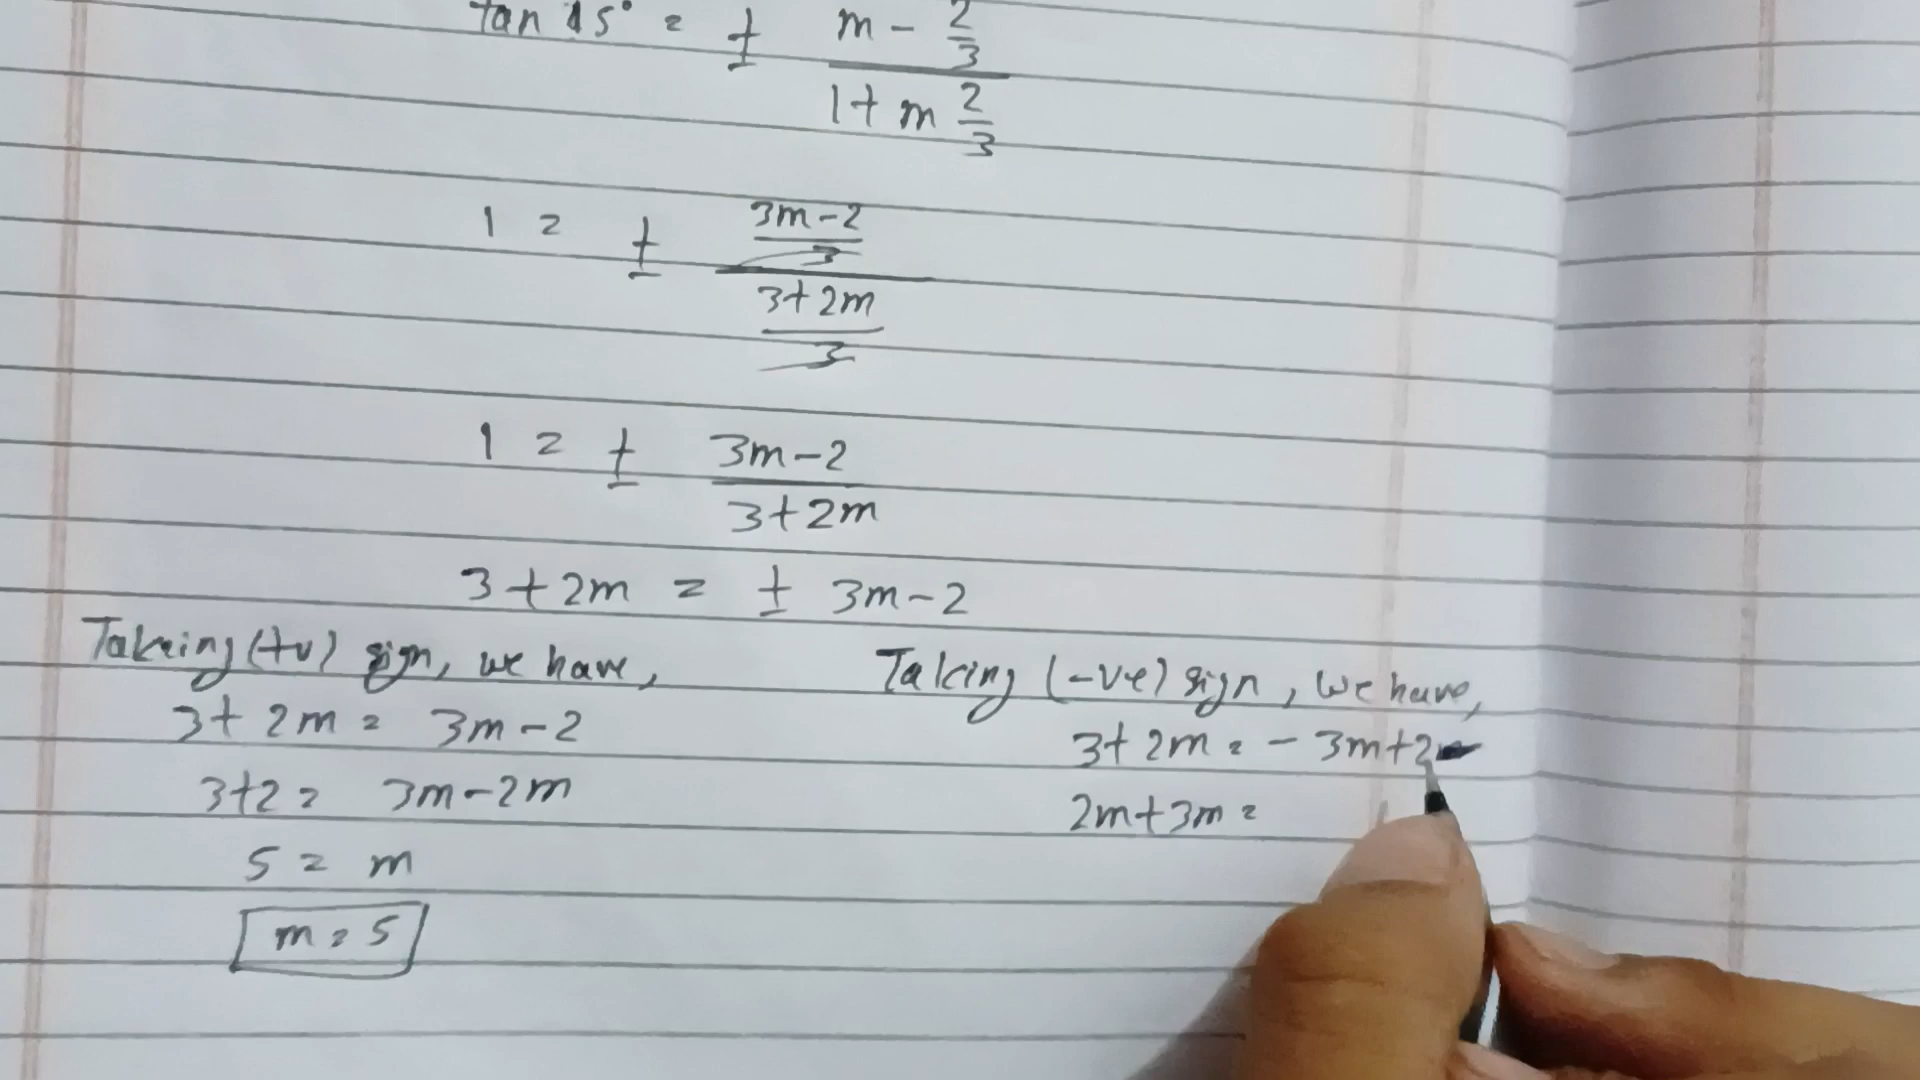 tan 45° = ± m - 2/3
1 + m 2/3
1 = ± 3m - 2 / 3
3 + 2m / 3
1 = ± 3m - 2
3 + 2m
3 + 2m = ± 3m - 2
Taking (+v) sign, we have,
3 + 2m = 3m - 2
3 + 2 = 3m - 2m
5 = m
m = 5
Taking (-ve) sign, we have,
3 + 2m = - 3m + 2
2m + 3m =